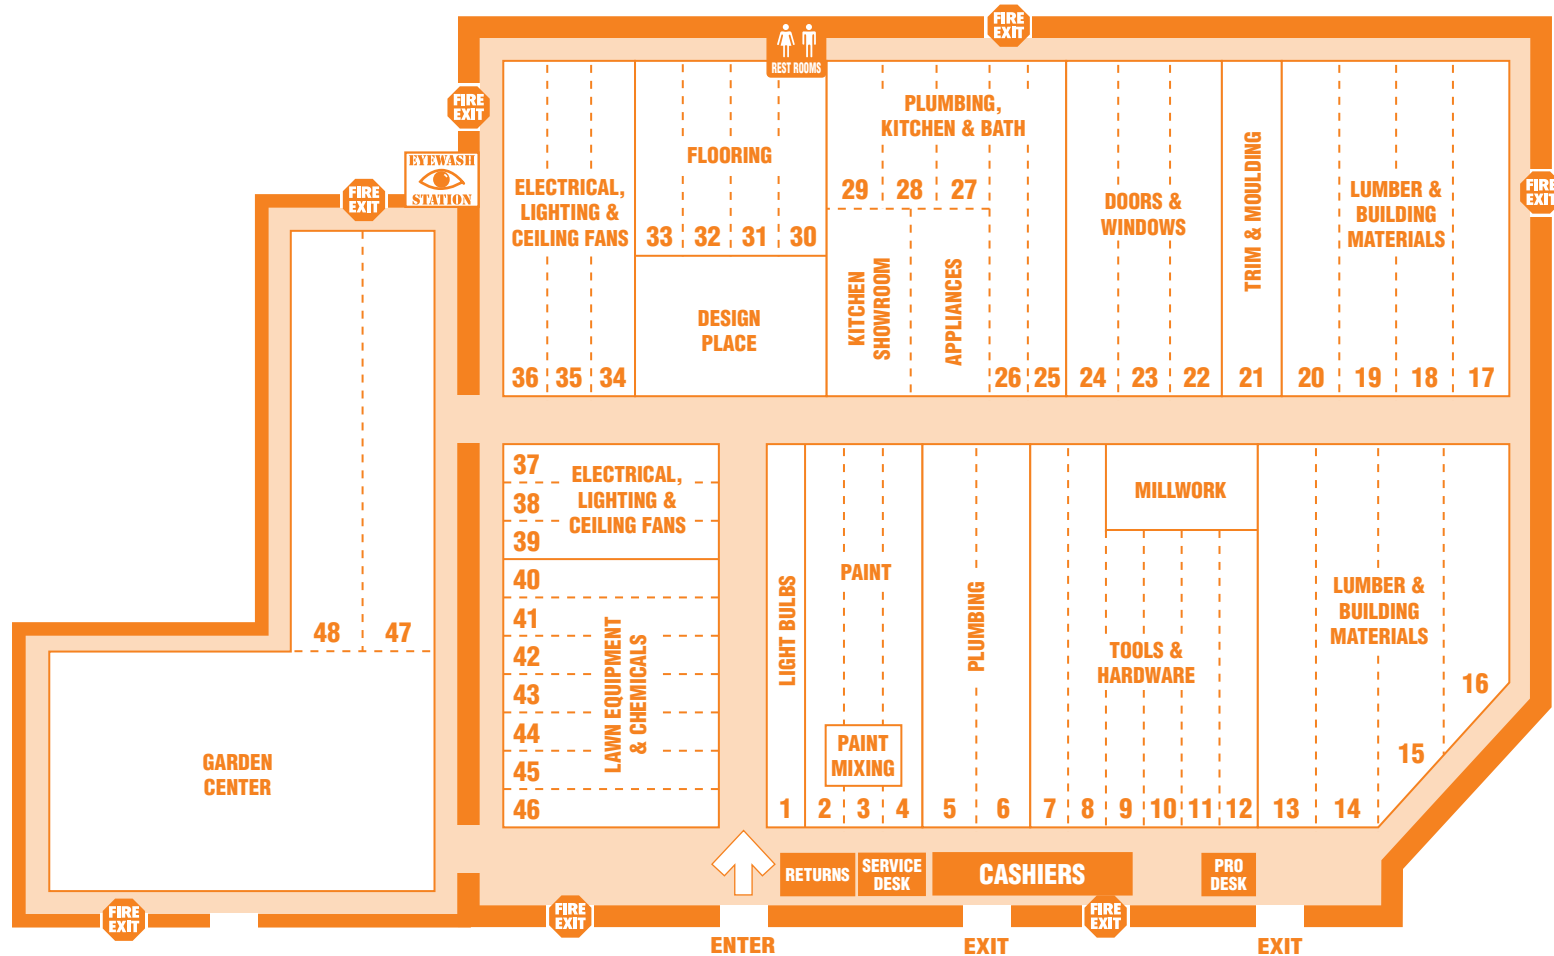 FIRE
EXIT
REST ROOMS
FIRE
EXIT
EYEWASH
STATION
FIRE
EXIT
FIRE
EXIT
ELECTRICAL,
LIGHTING &
CEILING FANS
36 35 34
FLOORING
33 32 31 30
DESIGN
PLACE
PLUMBING,
KITCHEN & BATH
29 28 27
KITCHEN
SHOWROOM
APPLIANCES
26 25
DOORS &
WINDOWS
24 23 22
TRIM & MOULDING
21
LUMBER &
BUILDING
MATERIALS
20 19 18 17
48 47
GARDEN
CENTER
37
38
39
ELECTRICAL,
LIGHTING &
CEILING FANS
40
41
42
43
44
45
46
LAWN EQUIPMENT
& CHEMICALS
LIGHT BULBS
1
PAINT
PAINT
MIXING
2 3 4
PLUMBING
5 6
MILLWORK
TOOLS &
HARDWARE
7 8 9 10 11 12
LUMBER &
BUILDING
MATERIALS
13 14
15
16
RETURNS
SERVICE
DESK
CASHIERS
PRO
DESK
FIRE
EXIT
FIRE
EXIT
FIRE
EXIT
ENTER
EXIT
EXIT